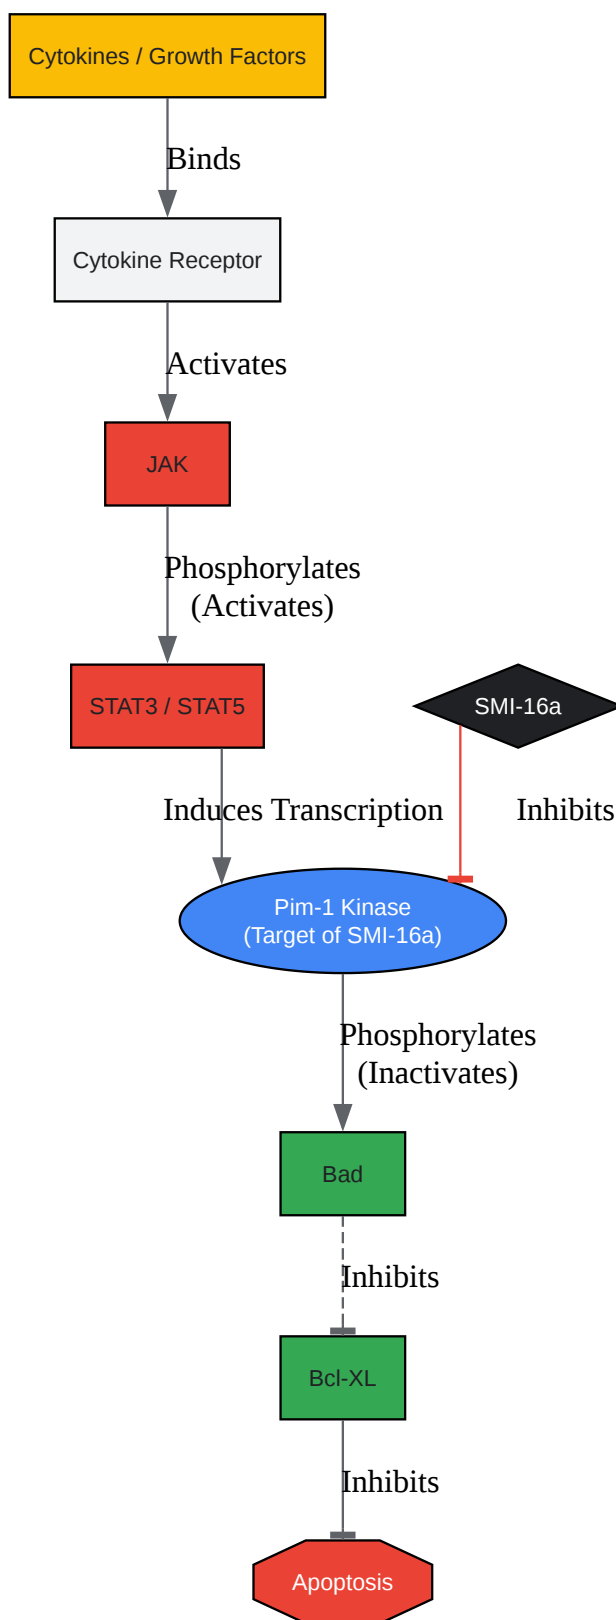 Cytokines / Growth Factors
Binds
Cytokine Receptor
Activates
JAK
Phosphorylates
(Activates)
STAT3 / STAT5
SMI-16a
Induces Transcription
Inhibits
Pim-1 Kinase
(Target of SMI-16a)
Phosphorylates
(Inactivates)
Bad
Inhibits
Bcl-XL
Inhibits
Apoptosis